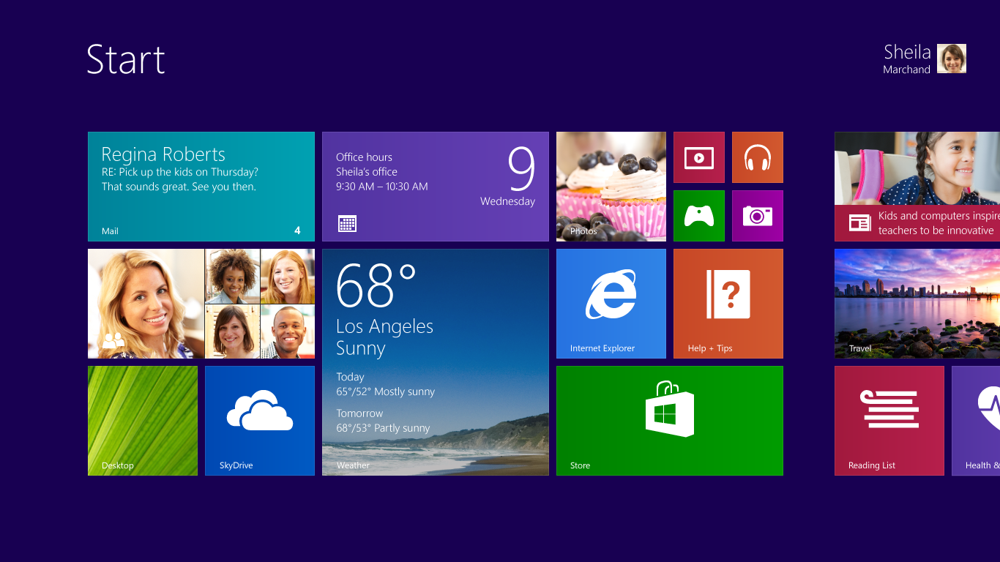 Start
Sheila
Marchand
Regina Roberts
RE: Pick up the kids on Thursday?
That sounds great. See you then.
Mail
4
Office hours
Sheila's office
9:30 AM – 10:30 AM
9
Wednesday
Photos
Kids and computers inspire
teachers to be innovative
68°
Los Angeles
Sunny
Today
65°/52° Mostly sunny
Tomorrow
68°/53° Partly sunny
Weather
Internet Explorer
?
Help + Tips
Travel
Desktop
SkyDrive
Store
Reading List
Health &